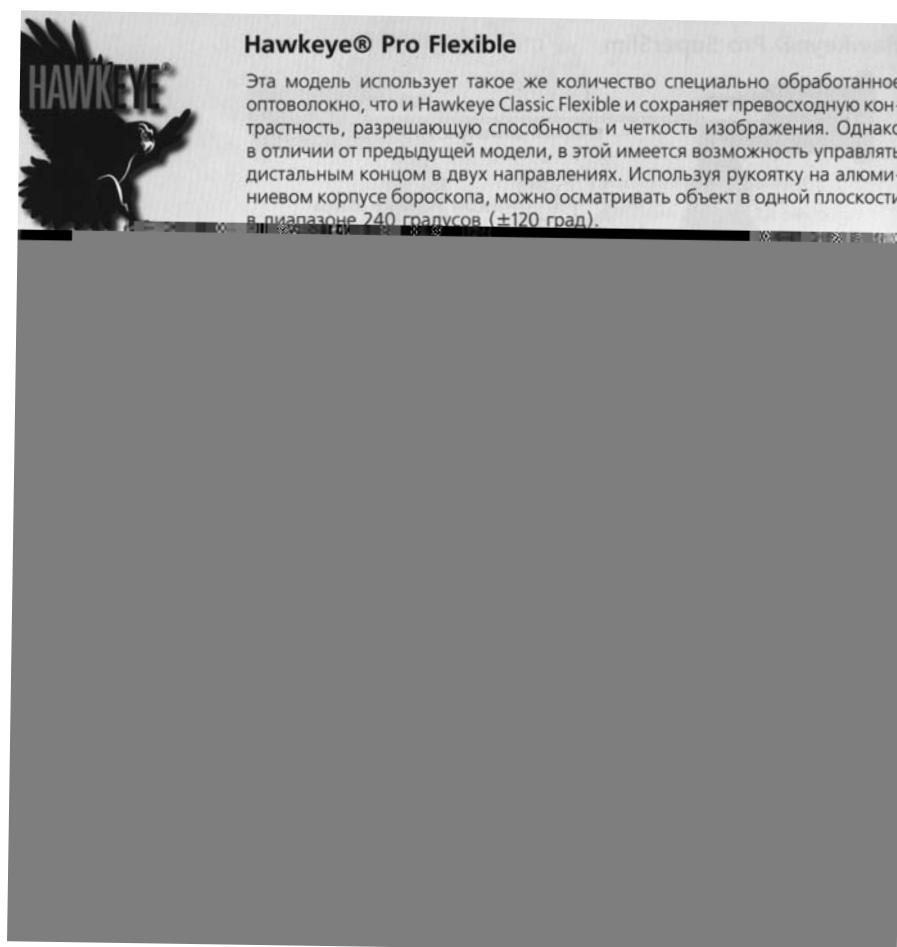 HAWKEYE®
Hawkeye® Pro Flexible
Эта модель использует такое же количество специально обработанное
оптоволокно, что и Hawkeye Classic Flexible и сохраняет превосходную кон-
трастность, разрешающую способность и четкость изображения. Однако
в отличии от предыдущей модели, в этой имеется возможность управлять
дистальным концом в двух направлениях. Используя рукоятку на алюми-
ниевом корпусе бороскопа, можно осматривать объект в одной плоскости
в диапазоне 240 градусов (±120 град).